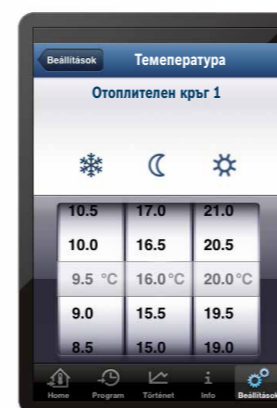 Beállítások Темепература
Отоплителен кръг 1
10.5 17.0 21.0
10.0 16.5 20.5
9.5 °C 16.0 °C 20.0 °C
9.0 15.5 19.5
8.5 15.0 19.0
Home Program Történet Info Beállítások